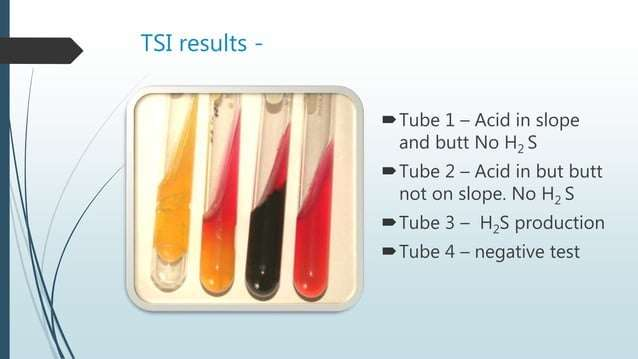 TSI results -
Tube 1 – Acid in slope
and butt No H₂ S
Tube 2 – Acid in but butt
not on slope. No H₂ S
Tube 3 –  H₂S production
Tube 4 – negative test